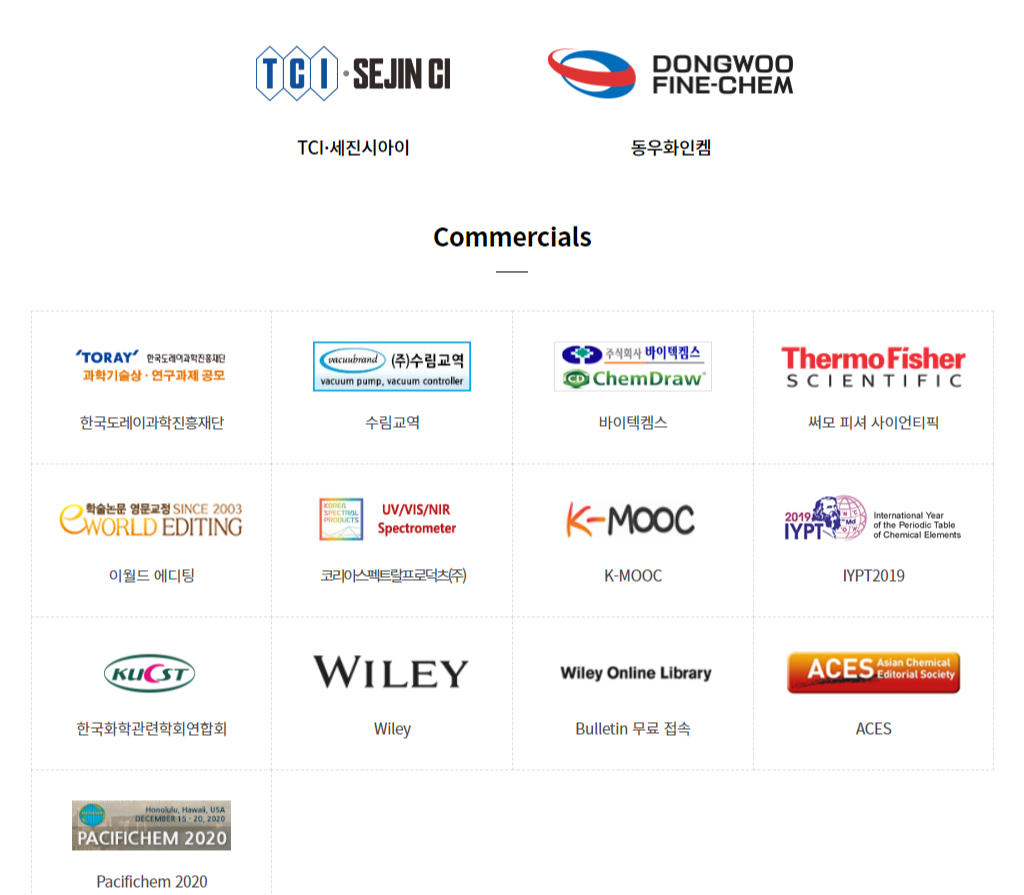 TCI·SEJIN CI
DONGWOO
FINE-CHEM
TCI·세진시아이
동우화인켐
Commercials
'TORAY' 한국도레이과학진흥재단
과학기술상·연구과제 공모
한국도레이과학진흥재단
vacuubrand (주)수림교역
vacuum pump, vacuum controller
수림교역
주식회사 바이텍켐스
CD ChemDraw
바이텍켐스
ThermoFisher
SCIENTIFIC
써모 피셔 사이언티픽
학술논문 영문교정 SINCE 2003
eWORLD EDITING
이월드 에디팅
KOREA
SPECTRAL
PRODUCTS
UV/VIS/NIR
Spectrometer
코리아스펙트랄프로덕츠(주)
K-MOOC
K-MOOC
2019
IYPT
Md
International Year
of the Periodic Table
of Chemical Elements
IYPT2019
KUCST
한국화학관련학회연합회
WILEY
Wiley
Wiley Online Library
Bulletin 무료 접속
ACES Asian Chemical
Editorial Society
ACES
Honolulu, Hawaii, USA
DECEMBER 15 - 20, 2020
PACIFICHEM 2020
Pacifichem 2020